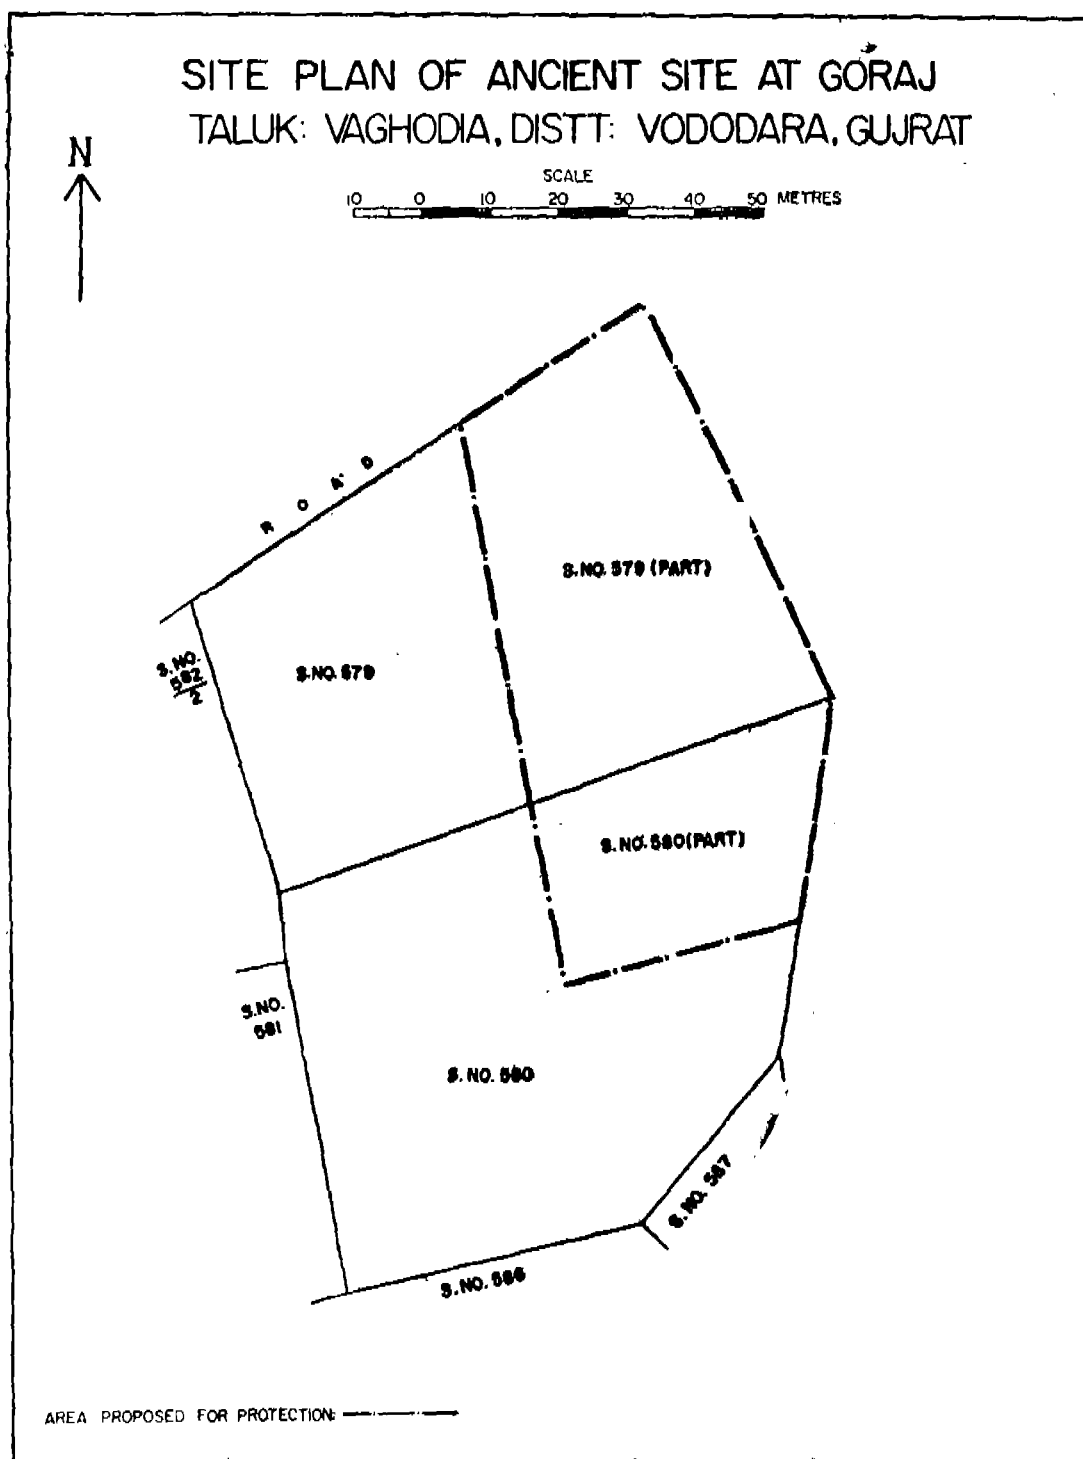 SITE PLAN OF ANCIENT SITE AT GORAJ
TALUK: VAGHODIA, DISTT: VODODARA, GUJRAT
N
SCALE
10 0 10 20 30 40 50 METRES
ROAD
S.NO. 579 (PART)
S.NO.
582
2
S.NO. 579
S.NO. 580 (PART)
S.NO.
581
S.NO. 580
S.NO. 587
S.NO. 586
AREA PROPOSED FOR PROTECTION: